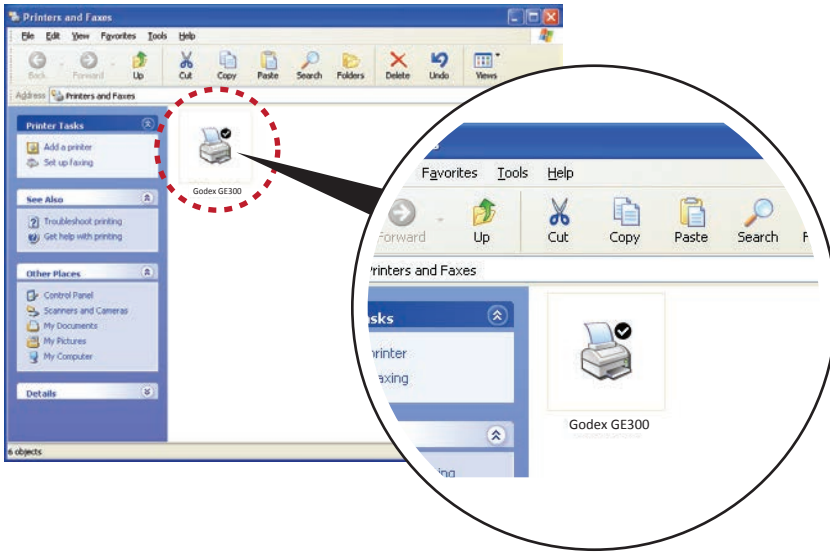 Printers and Faxes
File Edit View Favorites Tools Help
Back Forward Up Cut Copy Paste Search Folders Delete Undo Views
Address Printers and Faxes
Printer Tasks
Add a printer
Set up faxing
See Also
Troubleshoot printing
Get help with printing
Other Places
Control Panel
Scanners and Cameras
My Documents
My Pictures
My Computer
Details
6 objects
Godex GE300
Favorites Tools Help
Forward Up Cut Copy Paste Search F
Printers and Faxes
sks
rinter
axing
ing
Godex GE300